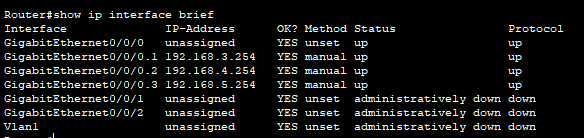 Router#show ip interface brief
Interface IP-Address OK? Method Status Protocol
GigabitEthernet0/0/0 unassigned YES unset up up
GigabitEthernet0/0/0.1 192.168.3.254 YES manual up up
GigabitEthernet0/0/0.2 192.168.4.254 YES manual up up
GigabitEthernet0/0/0.3 192.168.5.254 YES manual up up
GigabitEthernet0/0/1 unassigned YES unset administratively down down
GigabitEthernet0/0/2 unassigned YES unset administratively down down
Vlan1 unassigned YES unset administratively down down